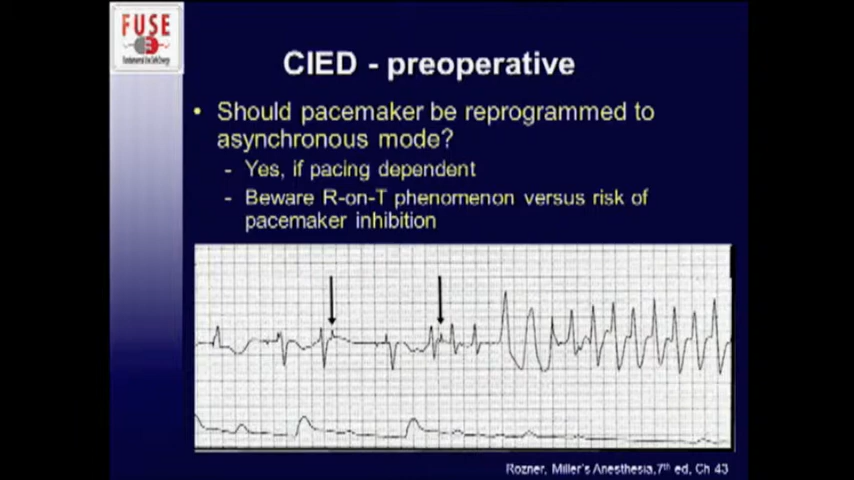 FUSE
CIED - preoperative
• Should pacemaker be reprogrammed to
asynchronous mode?
- Yes, if pacing dependent
- Beware R-on-T phenomenon versus risk of
pacemaker inhibition
Rozner, Miller's Anesthesia,7th ed, Ch 43